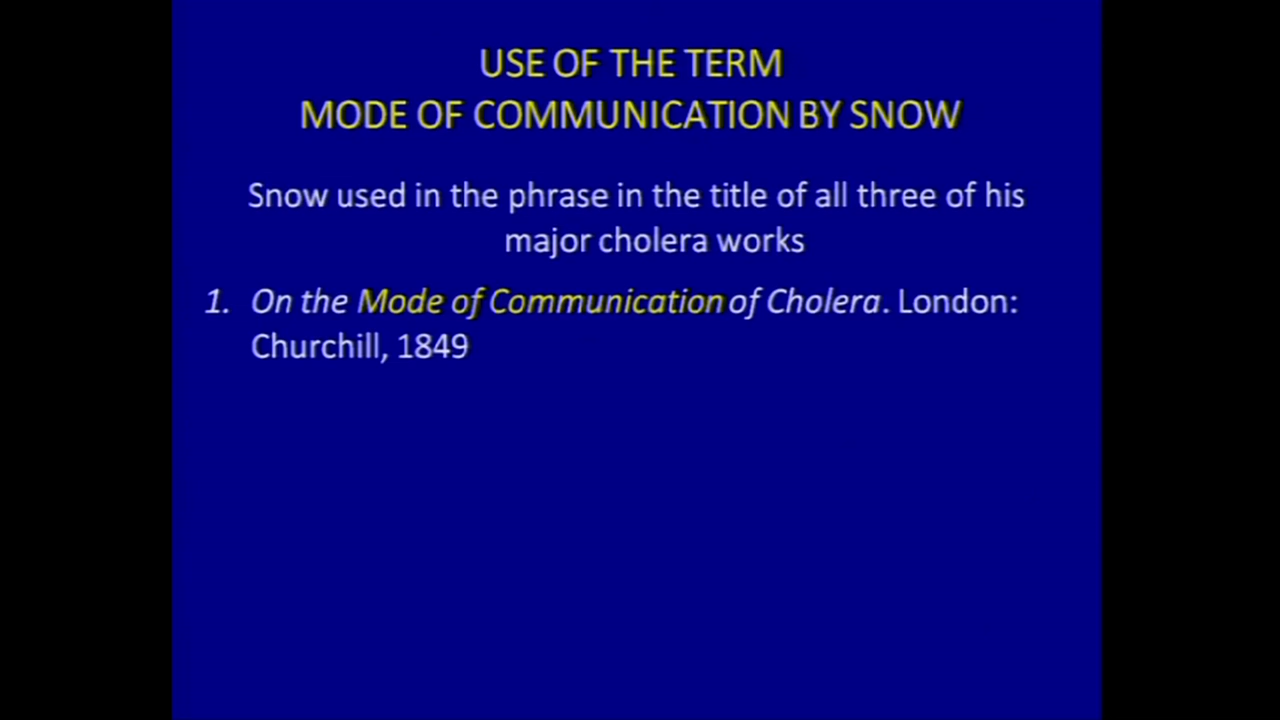 USE OF THE TERM
MODE OF COMMUNICATION BY SNOW
Snow used in the phrase in the title of all three of his
major cholera works
1. On the Mode of Communication of Cholera. London:
Churchill, 1849